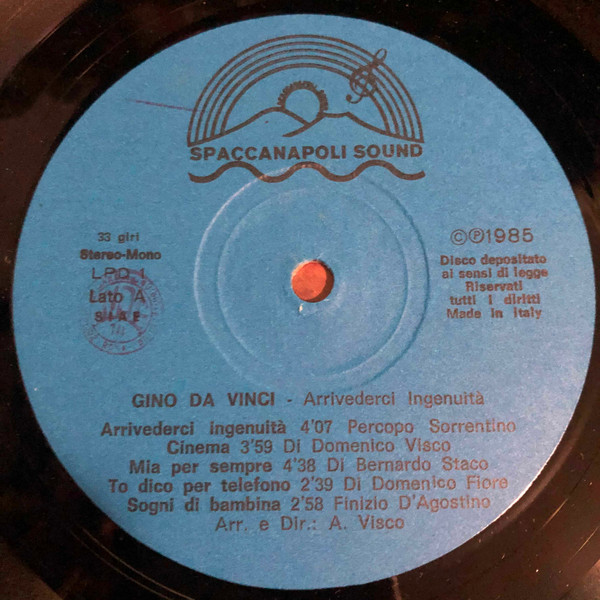 SPACCANAPOLI SOUND
33 giri
Stereo-Mono
LPD 1
Lato A
SIAE
©℗1985
Disco depositato
ai sensi di legge
Riservati
tutti i diritti
Made in Italy
GINO DA VINCI - Arrivederci Ingenuità
Arrivederci ingenuità 4'07 Percopo Sorrentino
Cinema 3'59 Di Domenico Visco
Mia per sempre 4'38 Di Bernardo Staco
To dico per telefono 2'39 Di Domenico Fiore
Sogni di bambina 2'58 Finizio D'Agostino
Arr. e Dir.: A. Visco